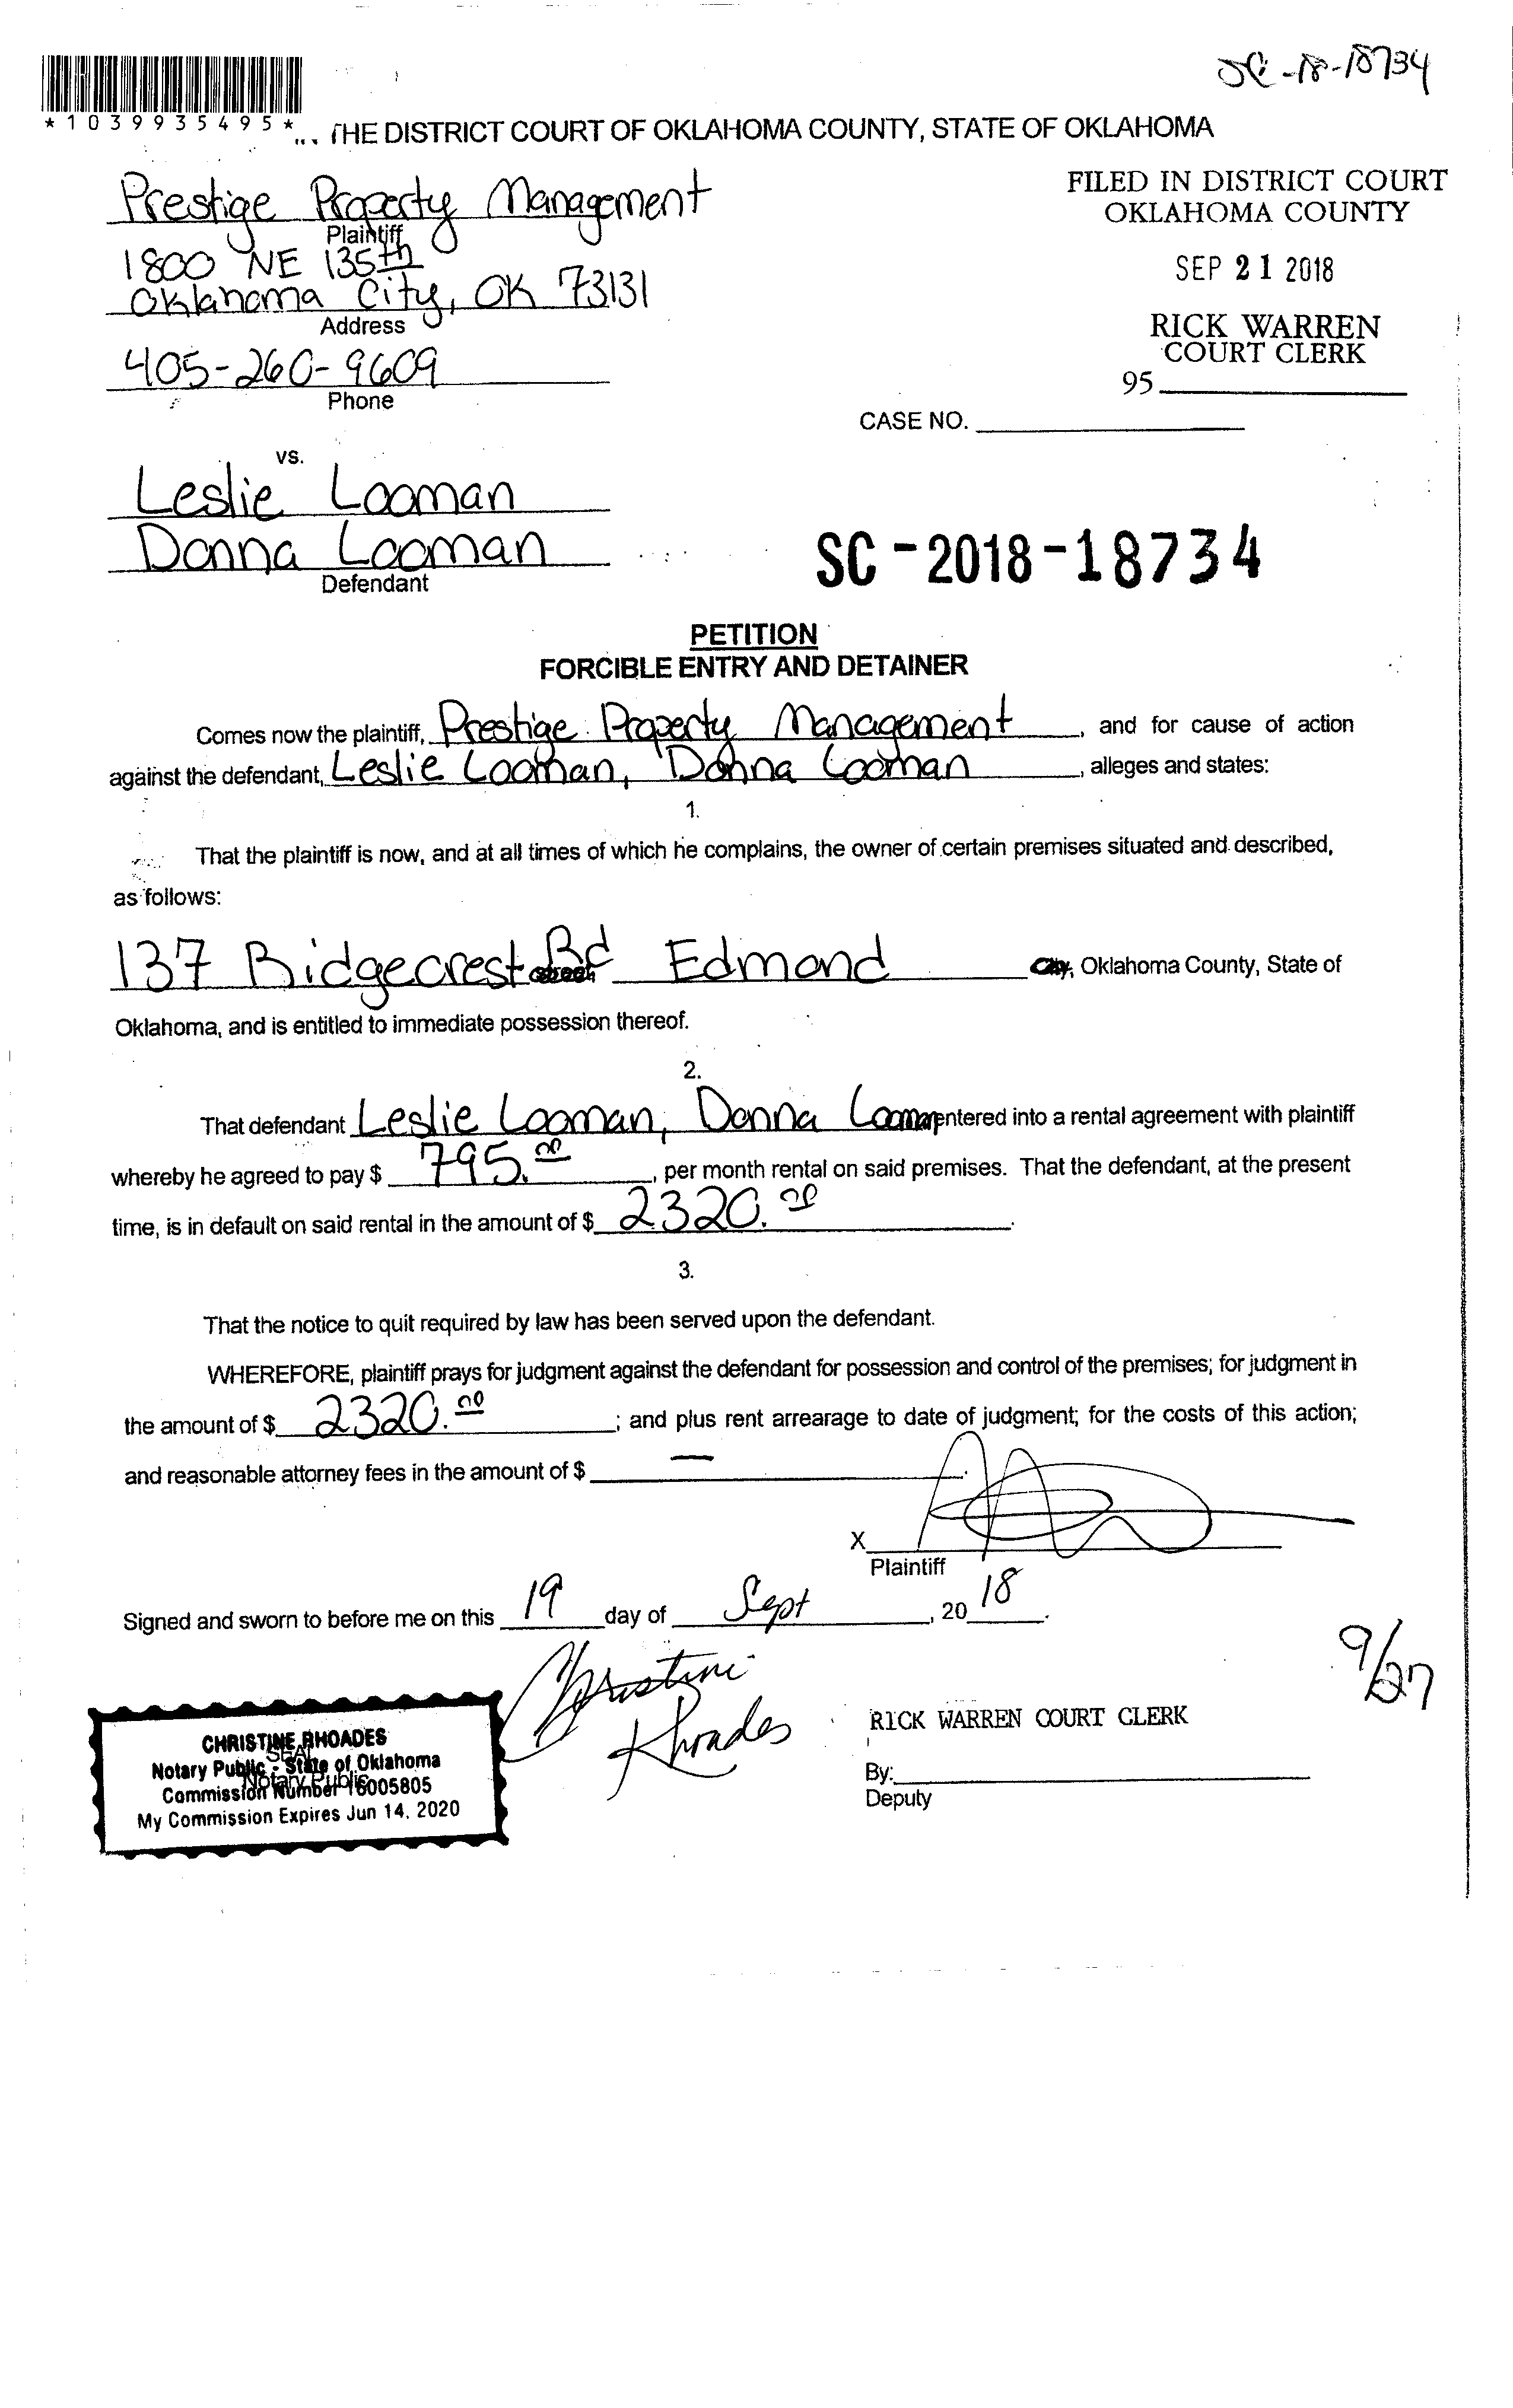 SC-18-18734
*1039935495*
THE DISTRICT COURT OF OKLAHOMA COUNTY, STATE OF OKLAHOMA
Prestige Property Management
Plaintiff
1800 NE 135th
Oklahoma City, OK 73131
Address
405-260-9609
Phone
FILED IN DISTRICT COURT
OKLAHOMA COUNTY
SEP 21 2018
RICK WARREN
COURT CLERK
95
CASE NO.
vs.
Leslie Looman
Donna Looman
Defendant
SC-2018-18734
PETITION
FORCIBLE ENTRY AND DETAINER
Comes now the plaintiff, Prestige Property Management, and for cause of action
against the defendant, Leslie Looman, Donna Looman, alleges and states:
1.
That the plaintiff is now, and at all times of which he complains, the owner of certain premises situated and described,
as follows:
137 Bridgecrest Rd Edmond, Oklahoma County, State of
Oklahoma, and is entitled to immediate possession thereof.
2.
That defendant Leslie Looman, Donna Looman entered into a rental agreement with plaintiff
whereby he agreed to pay $ 795.00, per month rental on said premises. That the defendant, at the present
time, is in default on said rental in the amount of $ 2320.00.
3.
That the notice to quit required by law has been served upon the defendant.
WHEREFORE, plaintiff prays for judgment against the defendant for possession and control of the premises; for judgment in
the amount of $ 2320.00; and plus rent arrearage to date of judgment; for the costs of this action;
and reasonable attorney fees in the amount of $ —.
X
Plaintiff
Signed and sworn to before me on this 19 day of Sept, 2018.
Christine
Rhoades
9/27
CHRISTINE RHOADES
SEAL
Notary Public - State of Oklahoma
Notary Public
Commission Number 16005805
My Commission Expires Jun 14, 2020
RICK WARREN COURT CLERK
By:
Deputy